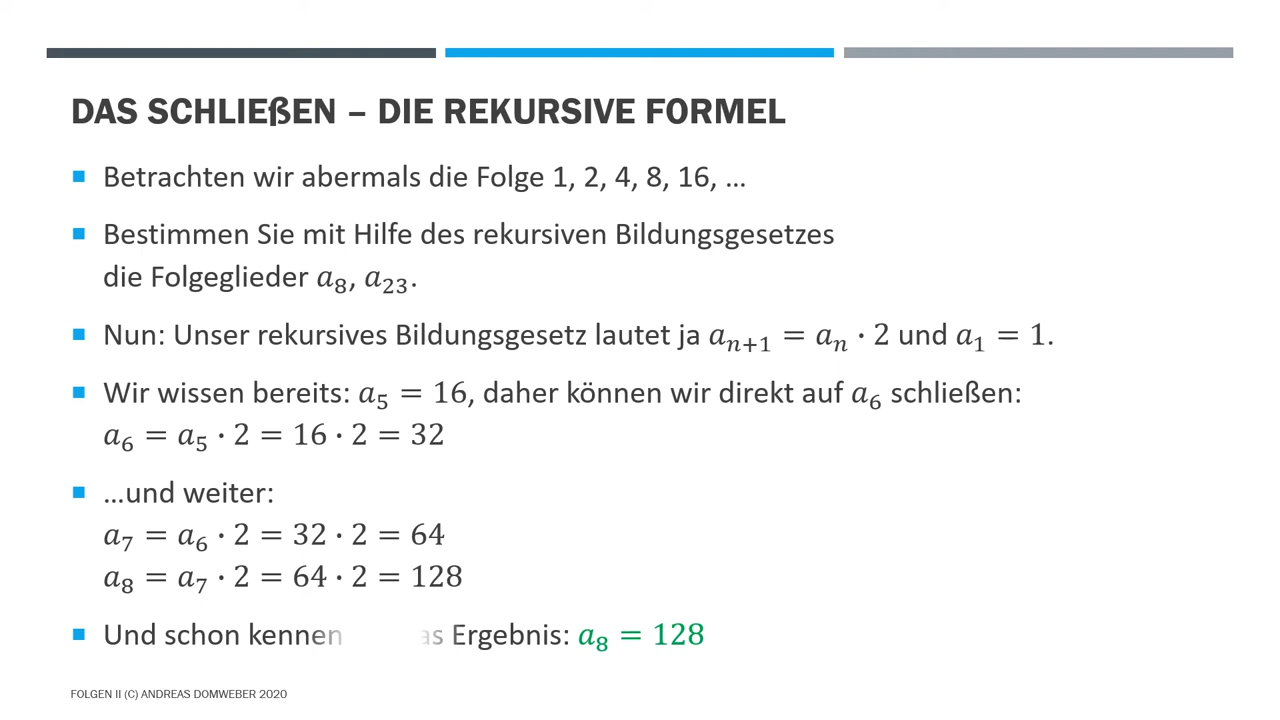 DAS SCHLIEßEN – DIE REKURSIVE FORMEL
Betrachten wir abermals die Folge 1, 2, 4, 8, 16, …
Bestimmen Sie mit Hilfe des rekursiven Bildungsgesetzes
die Folgeglieder a₈, a₂₃.
Nun: Unser rekursives Bildungsgesetz lautet ja aₙ₊₁ = aₙ · 2 und a₁ = 1.
Wir wissen bereits: a₅ = 16, daher können wir direkt auf a₆ schließen:
a₆ = a₅ · 2 = 16 · 2 = 32
…und weiter:
a₇ = a₆ · 2 = 32 · 2 = 64
a₈ = a₇ · 2 = 64 · 2 = 128
Und schon kennen Ergebnis: a₈ = 128
FOLGEN II (C) ANDREAS DOMWEBER 2020